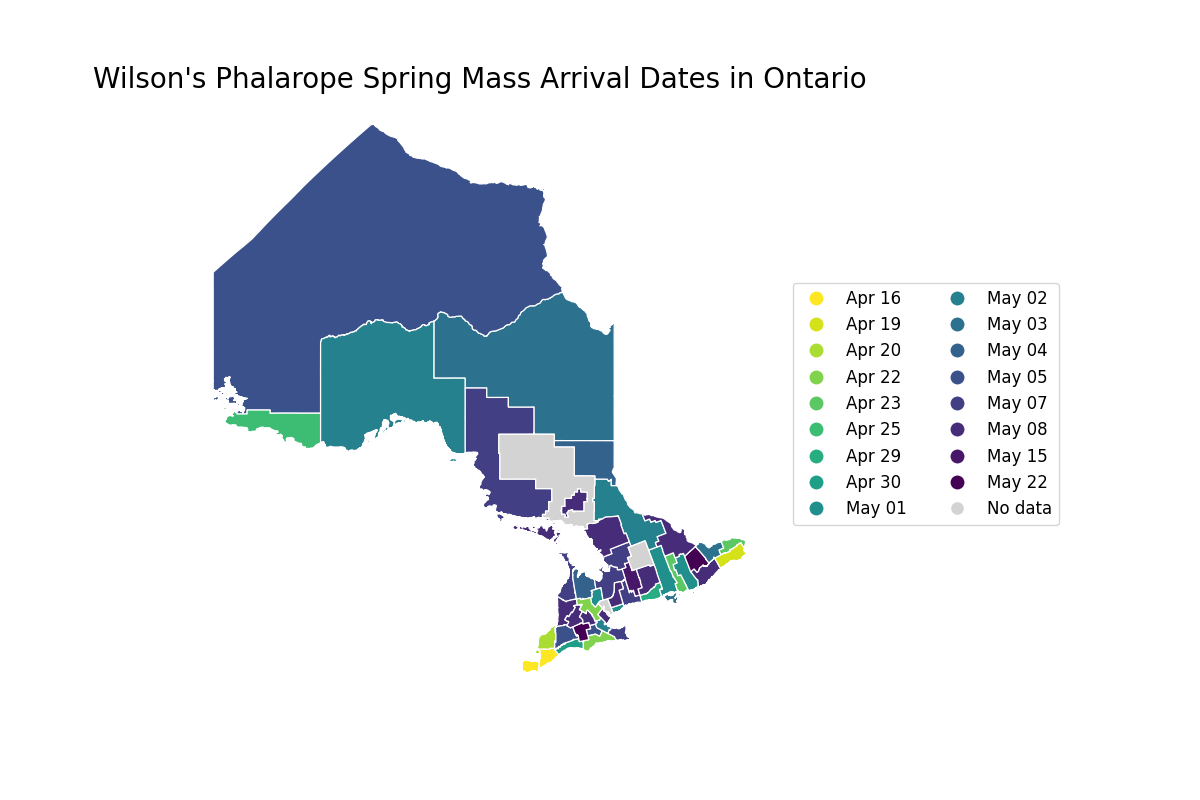 Wilson's Phalarope Spring Mass Arrival Dates in Ontario
Apr 16
Apr 19
Apr 20
Apr 22
Apr 23
Apr 25
Apr 29
Apr 30
May 01
May 02
May 03
May 04
May 05
May 07
May 08
May 15
May 22
No data